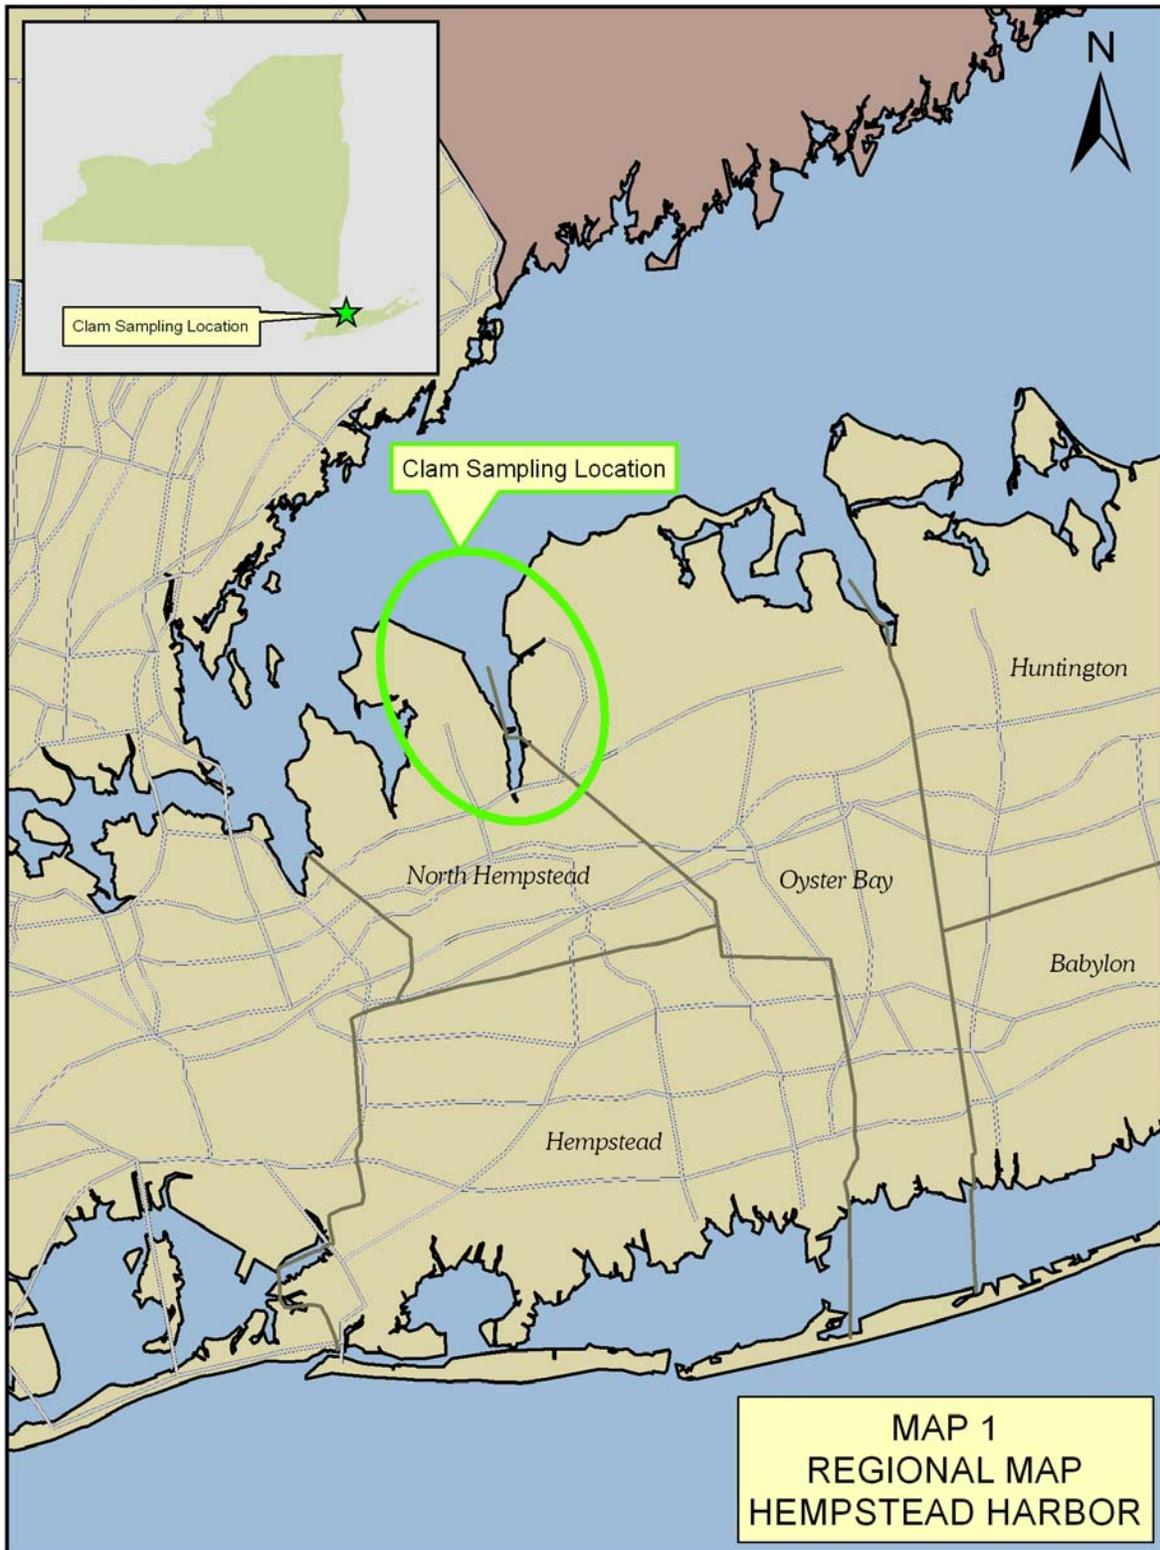 N
Clam Sampling Location
Clam Sampling Location
Huntington
North Hempstead
Oyster Bay
Babylon
Hempstead
MAP 1
REGIONAL MAP
HEMPSTEAD HARBOR